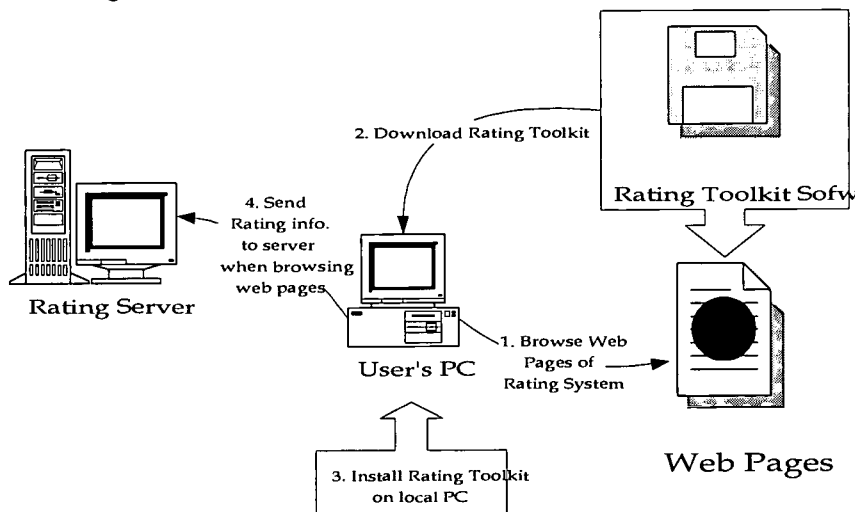 2. Download Rating Toolkit
Rating Toolkit Sofw
4. Send
Rating info.
to server
when browsing
web pages
Rating Server
1. Browse Web
Pages of
Rating System
User's PC
Web Pages
3. Install Rating Toolkit
on local PC